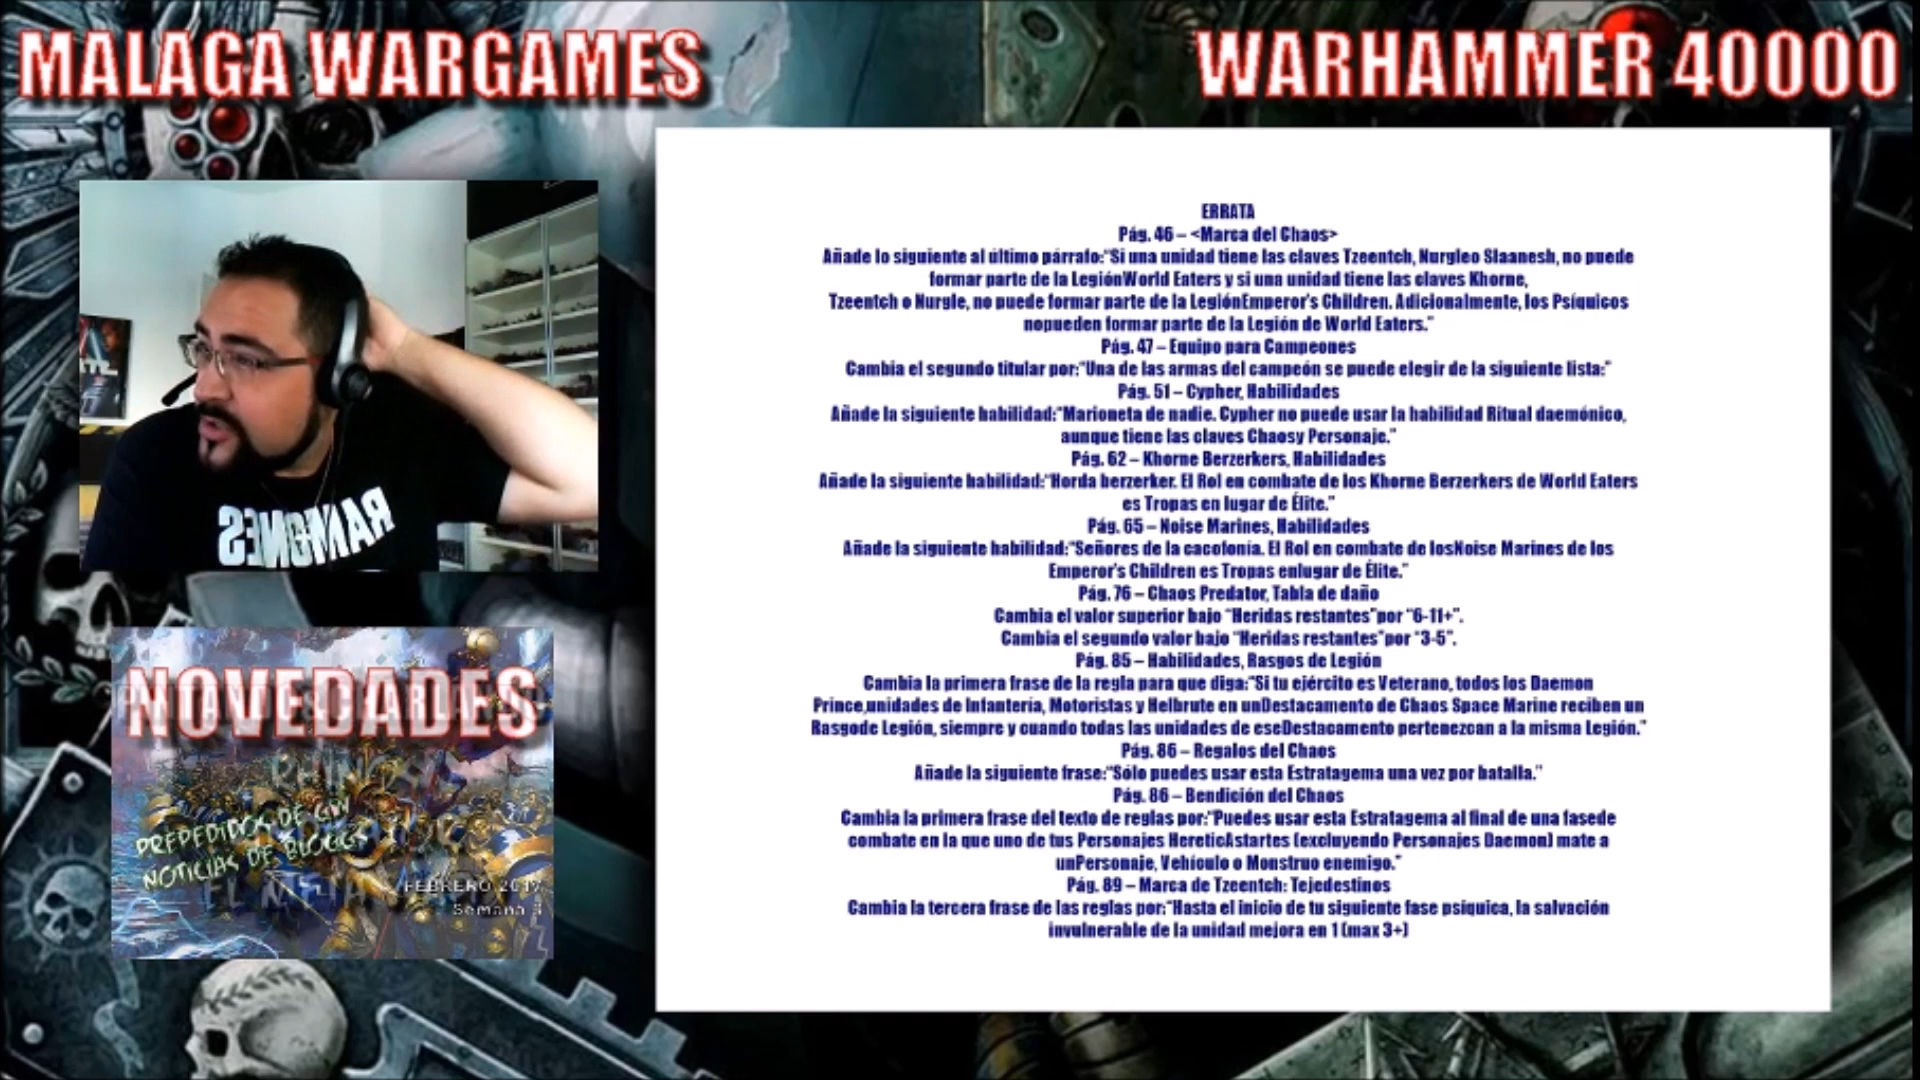 MALAGA WARGAMES
WARHAMMER 40000
ERRATA
Pág. 46 – <Marca del Chaos>
Añade lo siguiente al último párrafo:“Si una unidad tiene las claves Tzeentch, Nurgleo Slaanesh, no puede
formar parte de la LegiónWorld Eaters y si una unidad tiene las claves Khorne,
Tzeentch o Nurgle, no puede formar parte de la LegiónEmperor's Children. Adicionalmente, los Psíquicos
nopueden formar parte de la Legión de World Eaters.”
Pág. 47 – Equipo para Campeones
Cambia el segundo titular por:“Una de las armas del campeón se puede elegir de la siguiente lista:”
Pág. 51 – Cypher, Habilidades
Añade la siguiente habilidad:“Marioneta de nadie. Cypher no puede usar la habilidad Ritual daemónico,
aunque tiene las claves Chaosy Personaje.”
Pág. 62 – Khorne Berzerkers, Habilidades
Añade la siguiente habilidad:“Horda berzerker. El Rol en combate de los Khorne Berzerkers de World Eaters
es Tropas en lugar de Élite.”
Pág. 65 – Noise Marines, Habilidades
Añade la siguiente habilidad:“Señores de la cacofonía. El Rol en combate de losNoise Marines de los
Emperor's Children es Tropas enlugar de Élite.”
Pág. 76 – Chaos Predator, Tabla de daño
Cambia el valor superior bajo “Heridas restantes”por “6-11+”.
Cambia el segundo valor bajo “Heridas restantes”por “3-5”.
Pág. 85 – Habilidades, Rasgos de Legión
Cambia la primera frase de la regla para que diga:“Si tu ejército es Veterano, todos los Daemon
Prince,unidades de Infantería, Motoristas y Helbrute en unDestacamento de Chaos Space Marine reciben un
Rasgode Legión, siempre y cuando todas las unidades de eseDestacamento pertenezcan a la misma Legión.”
Pág. 86 – Regalos del Chaos
Añade la siguiente frase:“Sólo puedes usar esta Estratagema una vez por batalla.”
Pág. 86 – Bendición del Chaos
Cambia la primera frase del texto de reglas por:“Puedes usar esta Estratagema al final de una fasede
combate en la que uno de tus Personajes HereticAstartes (excluyendo Personajes Daemon) mate a
unPersonaje, Vehículo o Monstruo enemigo.”
Pág. 89 – Marca de Tzeentch: Tejedestinos
Cambia la tercera frase de las reglas por:“Hasta el inicio de tu siguiente fase psíquica, la salvación
invulnerable de la unidad mejora en 1 (max 3+)
RAMONES
NOVEDADES
PREPEDIDOS DE GW
NOTICIAS DE BLOGGS
FEBRERO 2017
Semana